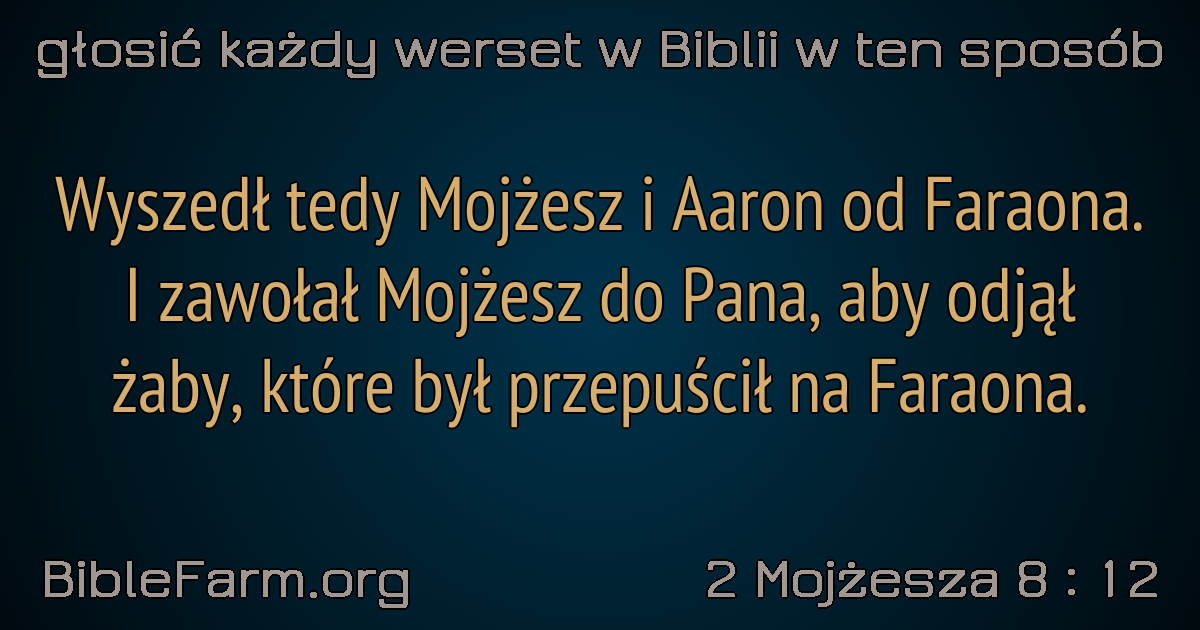 głosić każdy werset w Biblii w ten sposób
Wyszedł tedy Mojżesz i Aaron od Faraona.
I zawołał Mojżesz do Pana, aby odjął
żaby, które był przepuścił na Faraona.
BibleFarm.org
2 Mojżesza 8 : 12